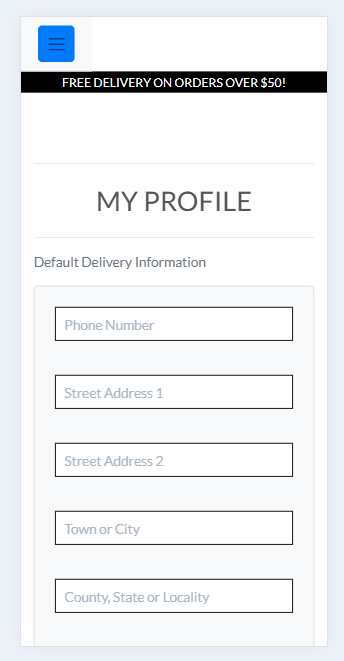 FREE DELIVERY ON ORDERS OVER $50!
MY PROFILE
Default Delivery Information
Phone Number
Street Address 1
Street Address 2
Town or City
County, State or Locality